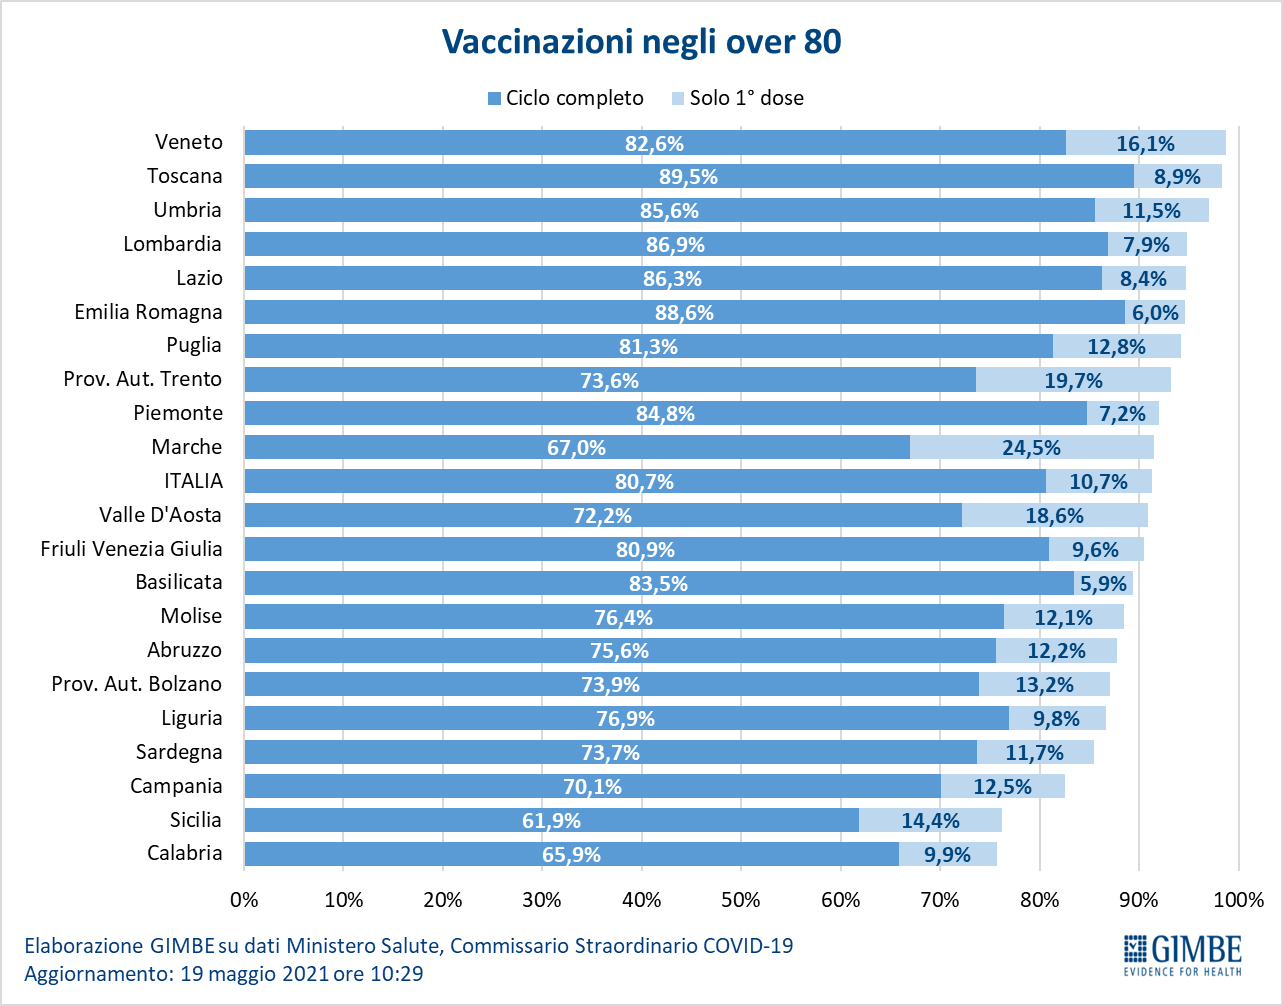 Vaccinazioni negli over 80
Ciclo completo Solo 1° dose
Veneto 82,6% 16,1%
Toscana 89,5% 8,9%
Umbria 85,6% 11,5%
Lombardia 86,9% 7,9%
Lazio 86,3% 8,4%
Emilia Romagna 88,6% 6,0%
Puglia 81,3% 12,8%
Prov. Aut. Trento 73,6% 19,7%
Piemonte 84,8% 7,2%
Marche 67,0% 24,5%
ITALIA 80,7% 10,7%
Valle D'Aosta 72,2% 18,6%
Friuli Venezia Giulia 80,9% 9,6%
Basilicata 83,5% 5,9%
Molise 76,4% 12,1%
Abruzzo 75,6% 12,2%
Prov. Aut. Bolzano 73,9% 13,2%
Liguria 76,9% 9,8%
Sardegna 73,7% 11,7%
Campania 70,1% 12,5%
Sicilia 61,9% 14,4%
Calabria 65,9% 9,9%
0% 10% 20% 30% 40% 50% 60% 70% 80% 90% 100%
Elaborazione GIMBE su dati Ministero Salute, Commissario Straordinario COVID-19
Aggiornamento: 19 maggio 2021 ore 10:29
GIMBE
EVIDENCE FOR HEALTH